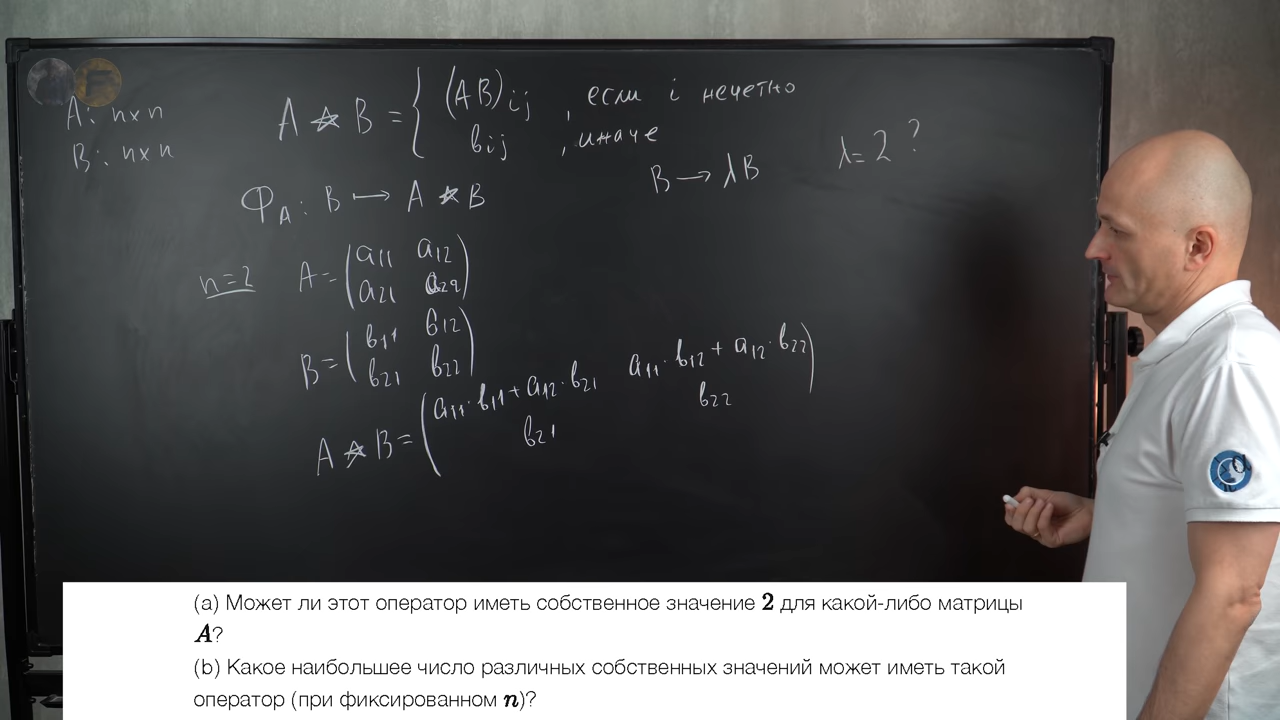 A: n×n
B: n×n
A ☆ B = { (AB)ij , если i нечетно
bij , иначе
B → λB
λ=2 ?
ФA : B ↦ A ☆ B
n=2
A = (a11 a12
a21 a22)
B = (b11 b12
b21 b22)
A ☆ B = (a11·b11+a12·b21 a11·b12+a12·b22
b21 b22)
(a) Может ли этот оператор иметь собственное значение 2 для какой-либо матрицы
A?
(b) Какое наибольшее число различных собственных значений может иметь такой
оператор (при фиксированном n)?